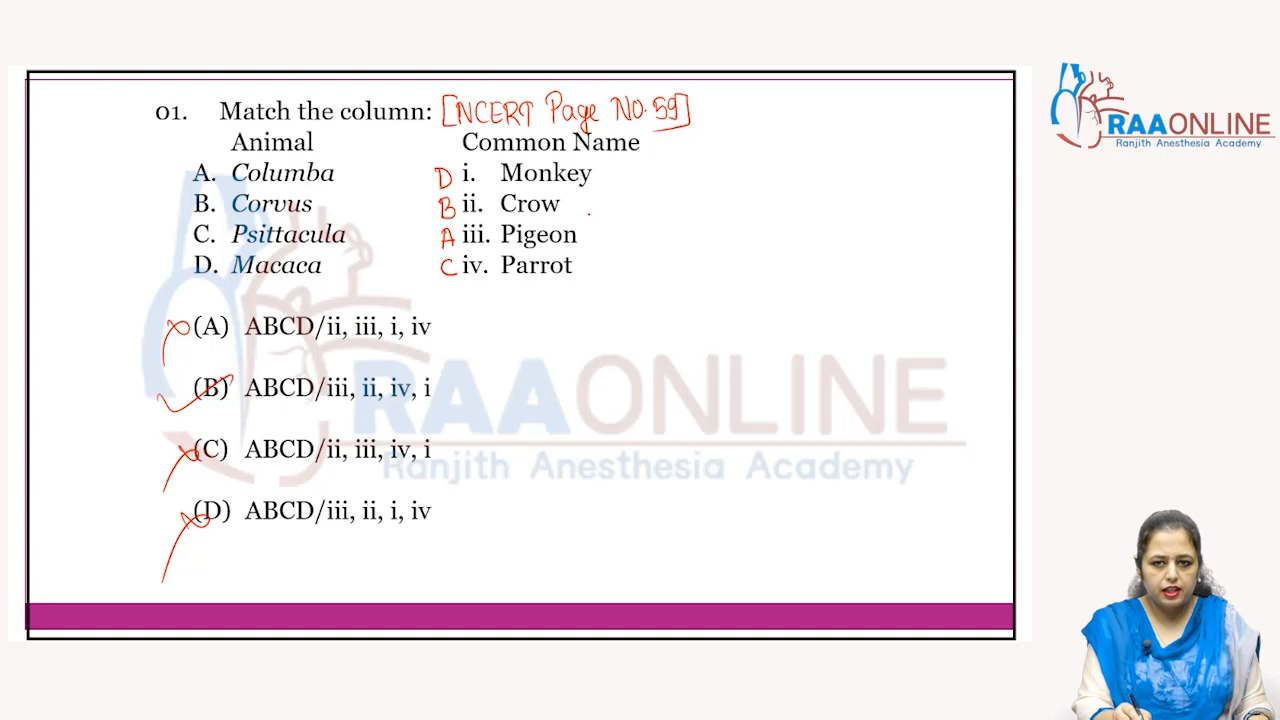 01. Match the column: [NCERT Page No. 59]
Animal Common Name
A. Columba D i. Monkey
B. Corvus B ii. Crow
C. Psittacula A iii. Pigeon
D. Macaca C iv. Parrot
(A) ABCD/ii, iii, i, iv
(B) ABCD/iii, ii, iv, i
(C) ABCD/ii, iii, iv, i
(D) ABCD/iii, ii, i, iv
RAAONLINE
Ranjith Anesthesia Academy
RAAONLINE
Ranjith Anesthesia Academy